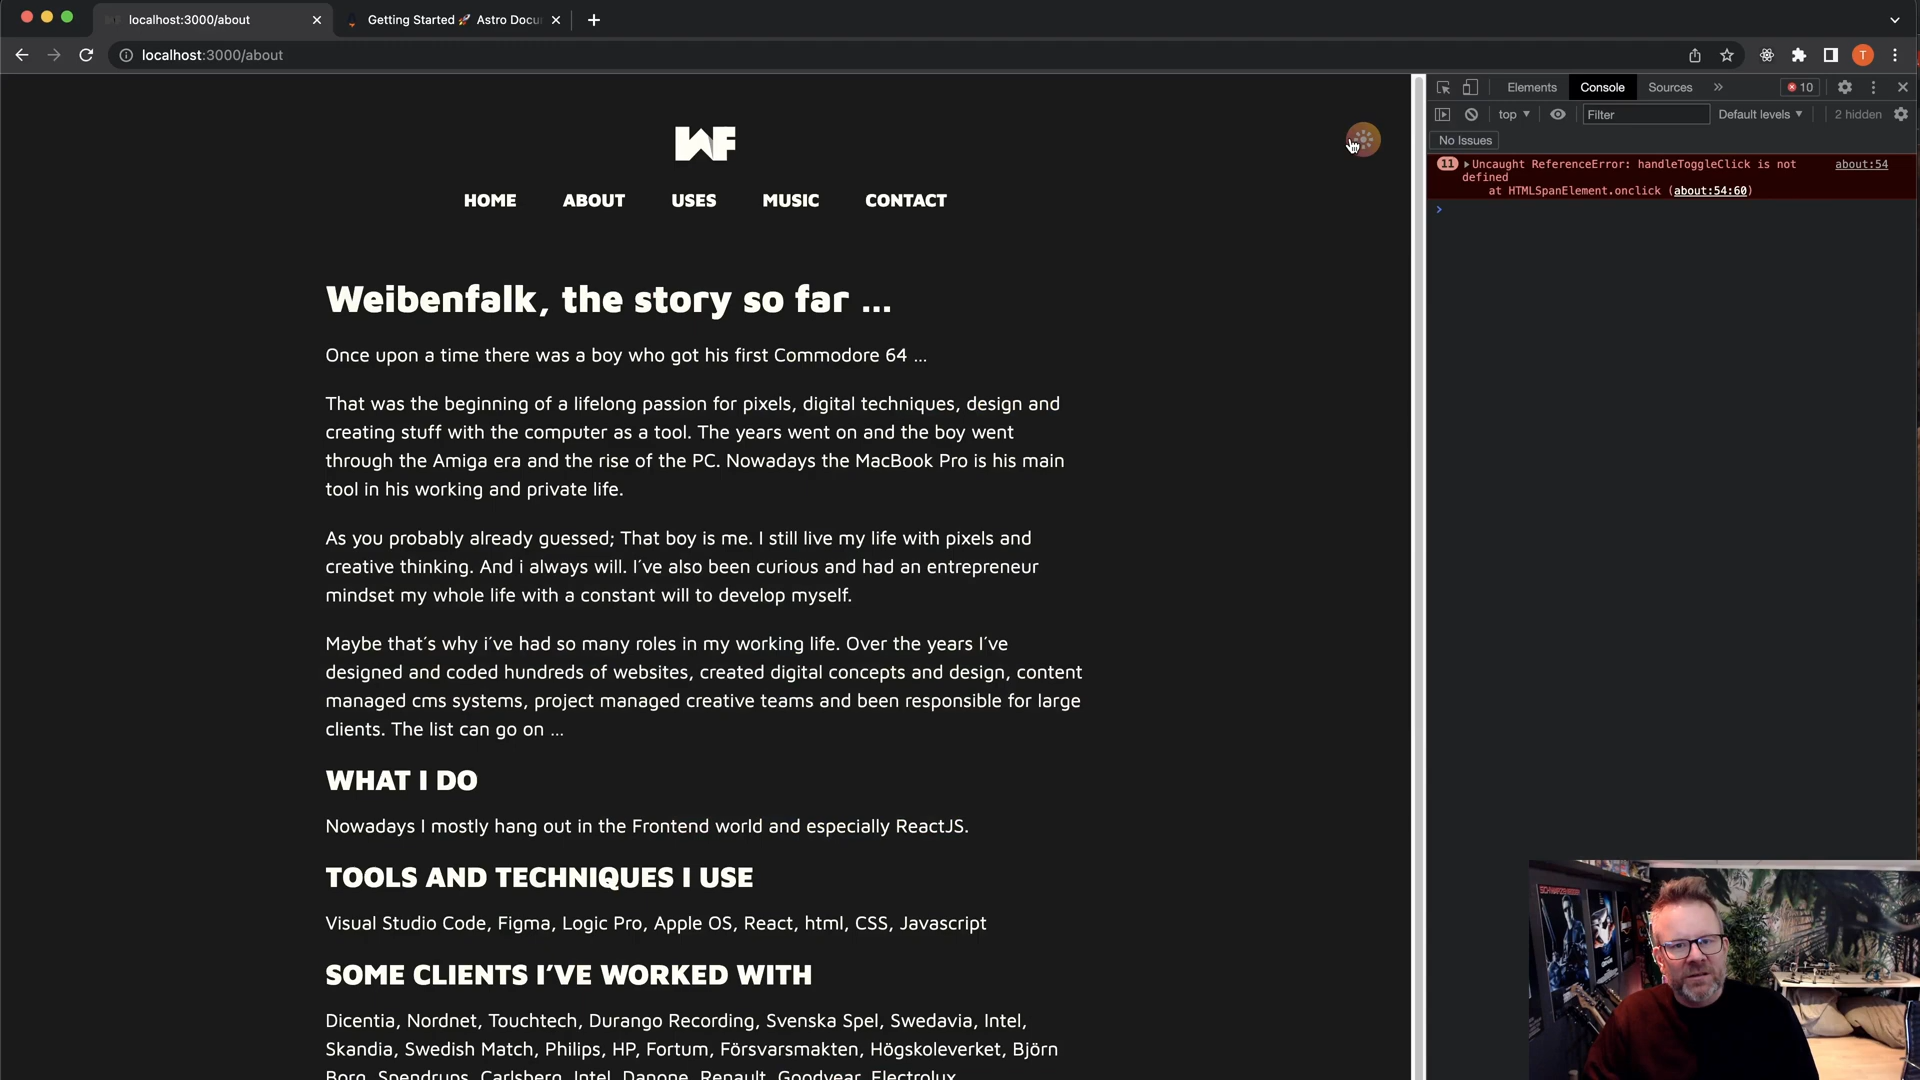 localhost:3000/about
Getting Started 🚀 Astro Docu
localhost:3000/about
T
Elements
Console
Sources
10
top
Filter
Default levels
2 hidden
No Issues
11
Uncaught ReferenceError: handleToggleClick is not
about:54
defined
at HTMLSpanElement.onclick (about:54:60)
WF
HOME
ABOUT
USES
MUSIC
CONTACT
Weibenfalk, the story so far ...
Once upon a time there was a boy who got his first Commodore 64 ...
That was the beginning of a lifelong passion for pixels, digital techniques, design and
creating stuff with the computer as a tool. The years went on and the boy went
through the Amiga era and the rise of the PC. Nowadays the MacBook Pro is his main
tool in his working and private life.
As you probably already guessed; That boy is me. I still live my life with pixels and
creative thinking. And i always will. I´ve also been curious and had an entrepreneur
mindset my whole life with a constant will to develop myself.
Maybe that´s why i´ve had so many roles in my working life. Over the years I´ve
designed and coded hundreds of websites, created digital concepts and design, content
managed cms systems, project managed creative teams and been responsible for large
clients. The list can go on ...
WHAT I DO
Nowadays I mostly hang out in the Frontend world and especially ReactJS.
TOOLS AND TECHNIQUES I USE
Visual Studio Code, Figma, Logic Pro, Apple OS, React, html, CSS, Javascript
SOME CLIENTS I´VE WORKED WITH
Dicentia, Nordnet, Touchtech, Durango Recording, Svenska Spel, Swedavia, Intel,
Skandia, Swedish Match, Philips, HP, Fortum, Försvarsmakten, Högskoleverket, Björn
Borg, Spendrups, Carlsberg, Intel, Danone, Renault, Goodyear, Electrolux